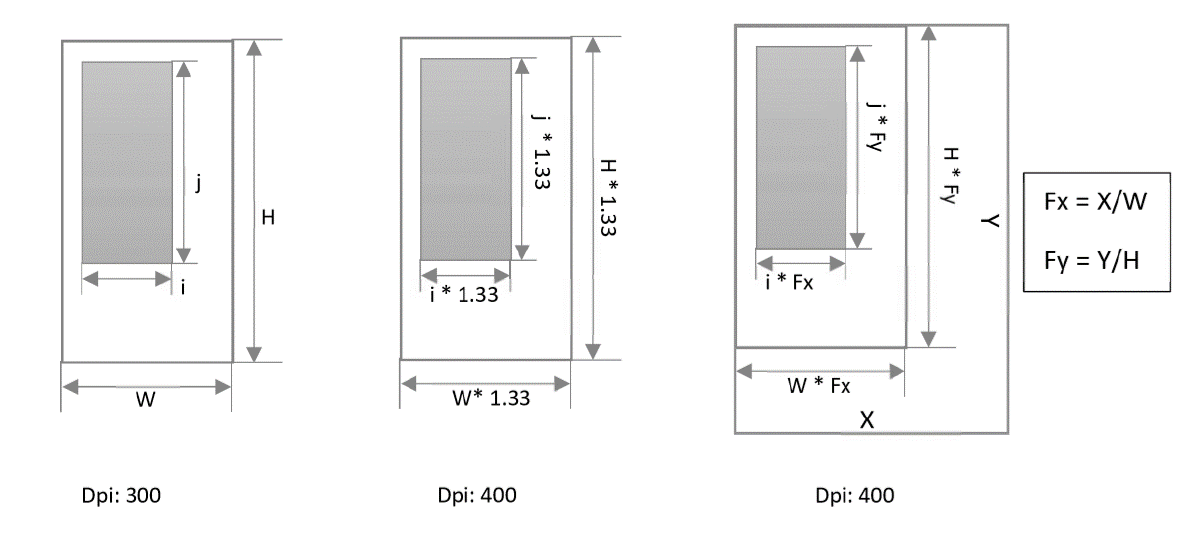 j
i
H
W
Dpi: 300
j * 1.33
i * 1.33
H * 1.33
W* 1.33
Dpi: 400
j * Fy
i * Fx
H * Fy
W * Fx
Y
X
Dpi: 400
Fx = X/W
Fy = Y/H